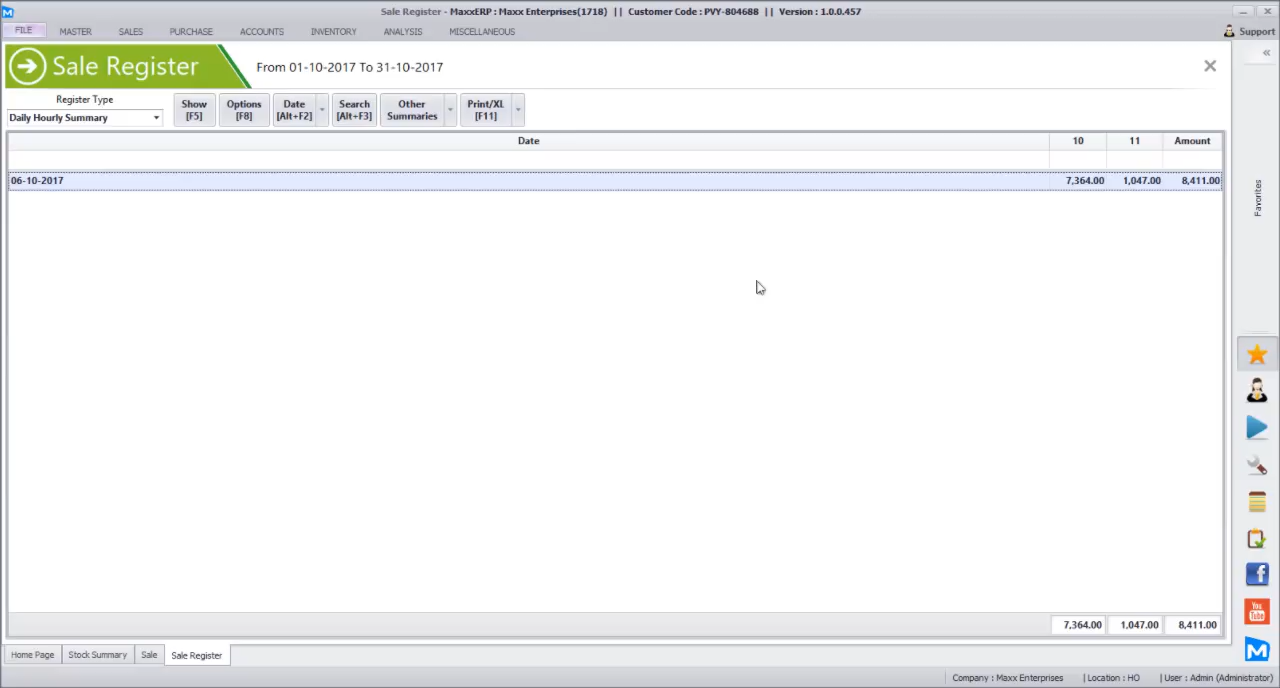 Sale Register - MaxxERP : Maxx Enterprises(1718) || Customer Code : PVY-804688 || Version : 1.0.0.457
FILE MASTER SALES PURCHASE ACCOUNTS INVENTORY ANALYSIS MISCELLANEOUS Support
Sale Register From 01-10-2017 To 31-10-2017
Register Type
Daily Hourly Summary
Show [F5]
Options [F8]
Date [Alt+F2]
Search [Alt+F3]
Other Summaries
Print/XL [F11]
Date 10 11 Amount
06-10-2017 7,364.00 1,047.00 8,411.00
Favorites
You Tube
7,364.00 1,047.00 8,411.00
Home Page Stock Summary Sale Sale Register
Company : Maxx Enterprises | Location : HO | User : Admin (Administrator)